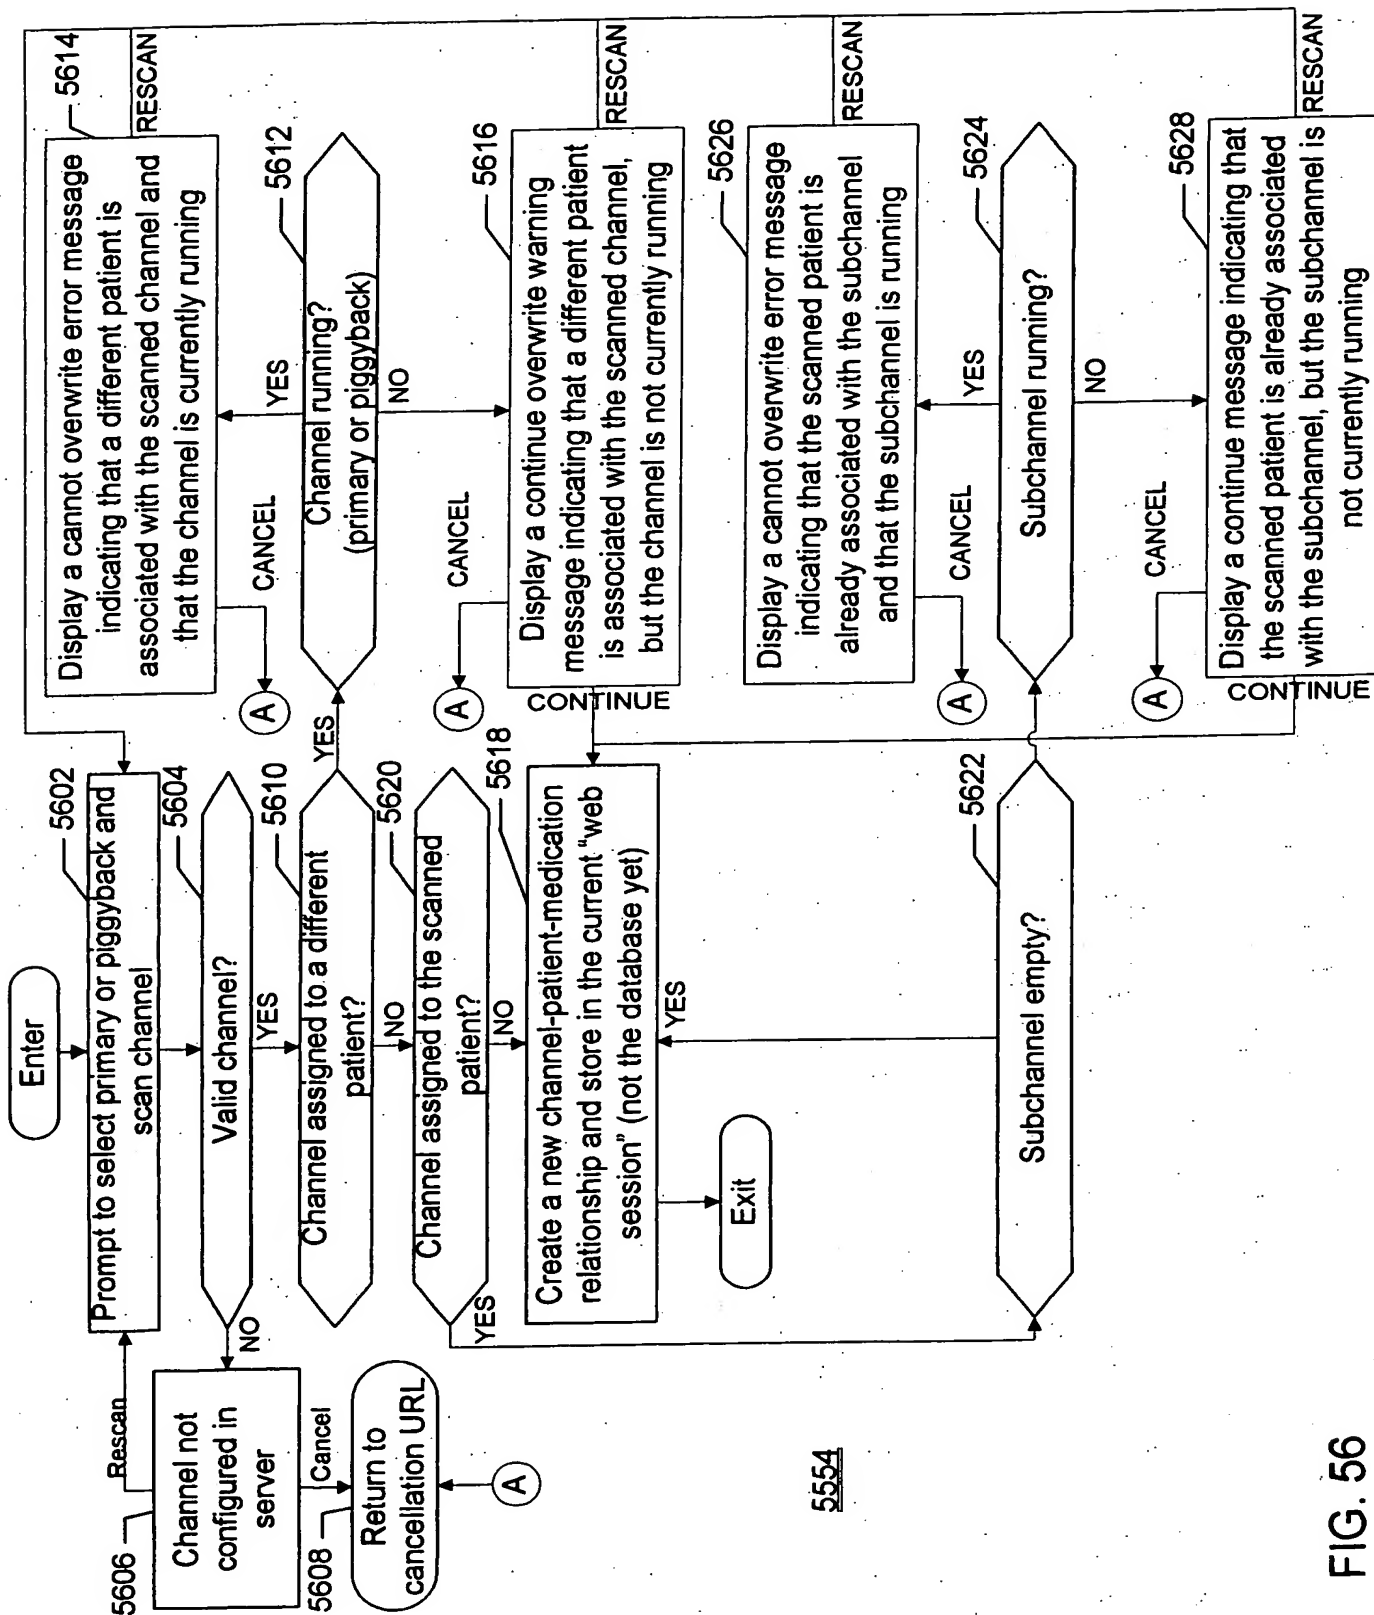 Enter
5602
Prompt to select primary or piggyback and
scan channel
5604
Valid channel?
YES
NO
Rescan
5606
Channel not
configured in
server
Cancel
5608
Return to
cancellation URL
A
5610
Channel assigned to a different
patient?
YES
NO
5620
Channel assigned to the scanned
patient?
NO
YES
5618
Create a new channel-patient-medication
relationship and store in the current "web
session" (not the database yet)
YES
Exit
5622
Subchannel empty?
5614
Display a cannot overwrite error message
indicating that a different patient is
associated with the scanned channel and
that the channel is currently running
RESCAN
CANCEL
A
YES
5612
Channel running?
(primary or piggyback)
NO
5616
Display a continue overwrite warning
message indicating that a different patient
is associated with the scanned channel,
but the channel is not currently running
RESCAN
CANCEL
A
CONTINUE
5626
Display a cannot overwrite error message
indicating that the scanned patient is
already associated with the subchannel
and that the subchannel is running
RESCAN
CANCEL
A
YES
5624
Subchannel running?
NO
5628
Display a continue message indicating that
the scanned patient is already associated
with the subchannel, but the subchannel is
not currently running
RESCAN
CANCEL
A
CONTINUE
5554
FIG. 56